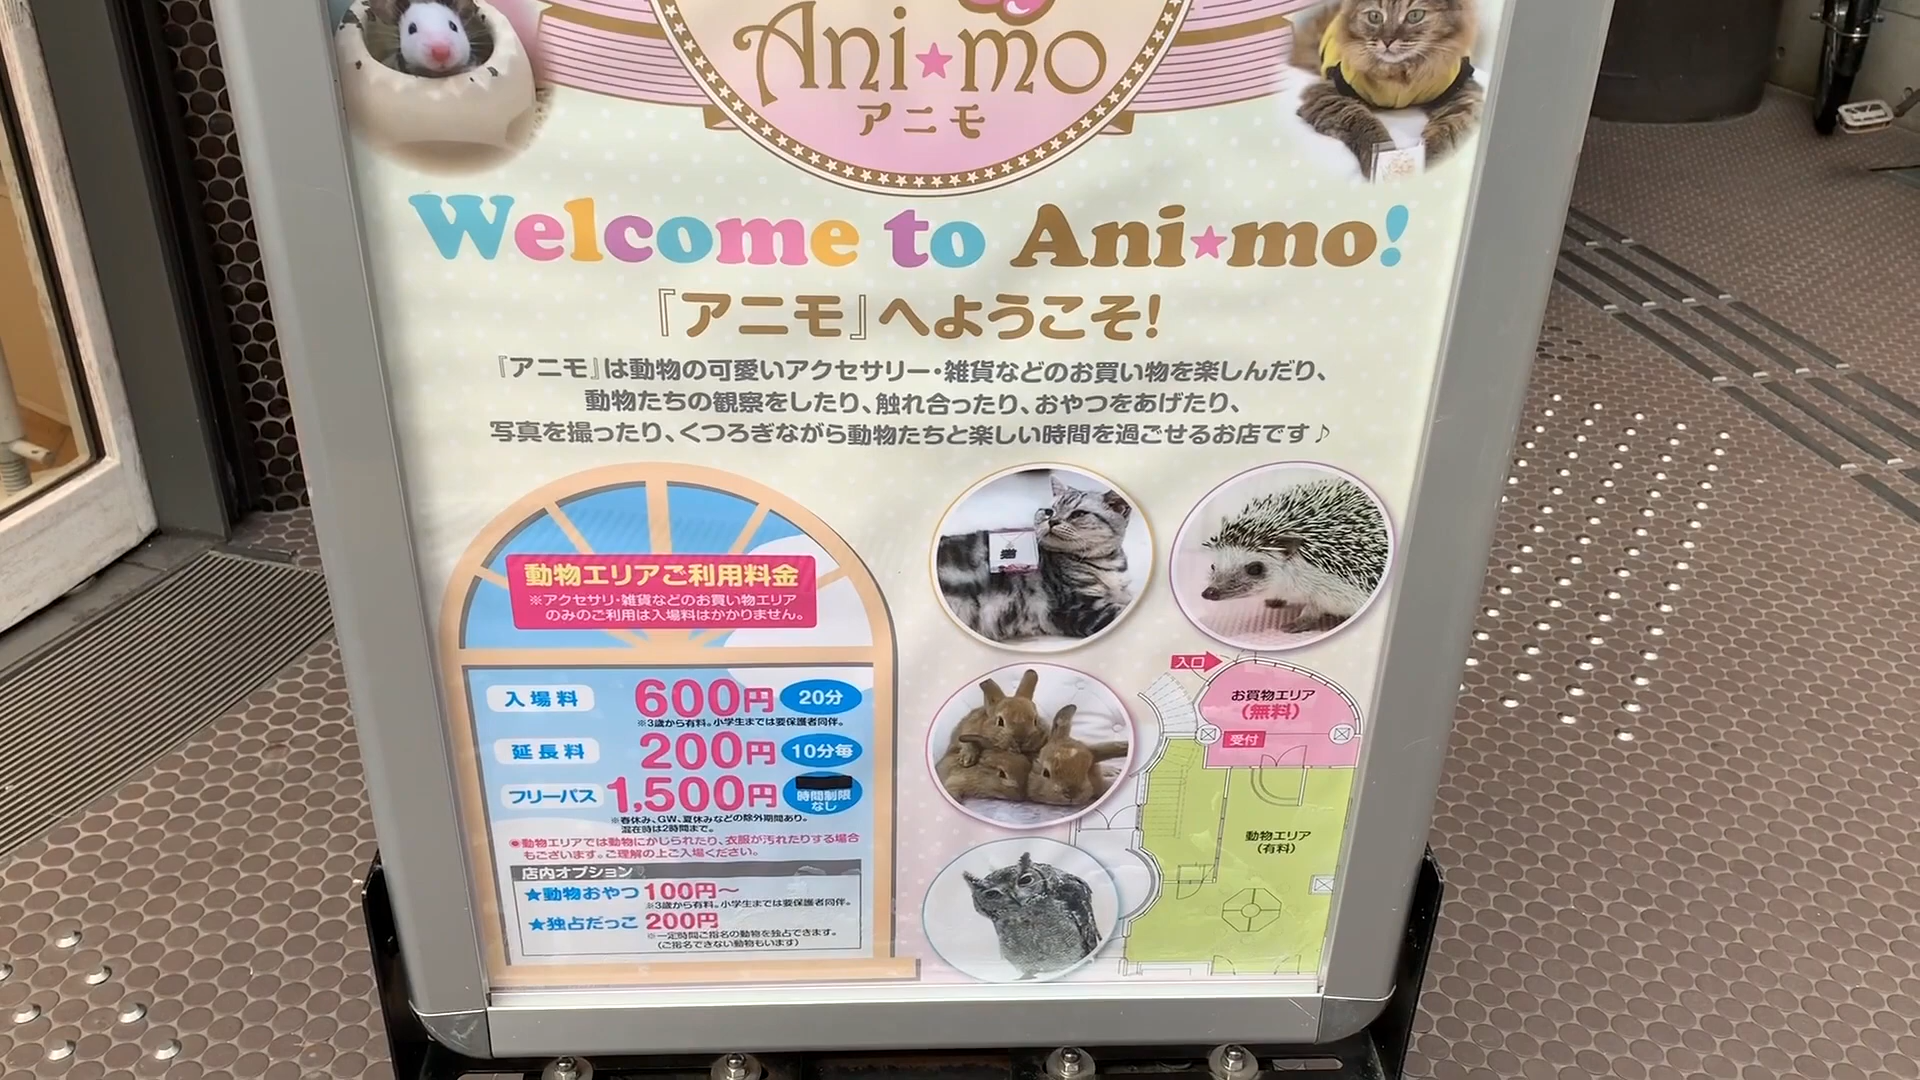 Ani★mo
アニモ
Welcome to Ani★mo!
『アニモ』へようこそ!
『アニモ』は動物の可愛いアクセサリー・雑貨などのお買い物を楽しんだり、
動物たちの観察をしたり、触れ合ったり、おやつをあげたり、
写真を撮ったり、くつろぎながら動物たちと楽しい時間を過ごせるお店です♪
動物エリアご利用料金
※アクセサリ・雑貨などのお買い物エリア
のみのご利用は入場料はかかりません。
入場料 600円 20分
※3歳から有料。小学生までは要保護者同伴。
延長料 200円 10分毎
フリーパス 1,500円 時間制限なし
※春休み、GW、夏休みなどの除外期間あり。
混在時は2時間まで。
●動物エリアでは動物にかじられたり、衣服が汚れたりする場合
もございます。ご理解の上ご入場ください。
店内オプション
★動物おやつ 100円〜
※3歳から有料。小学生までは要保護者同伴。
★独占だっこ 200円
※一定時間ご指名の動物を独占できます。
(ご指名できない動物もいます)
入口
お買物エリア
(無料)
受付
動物エリア
(有料)